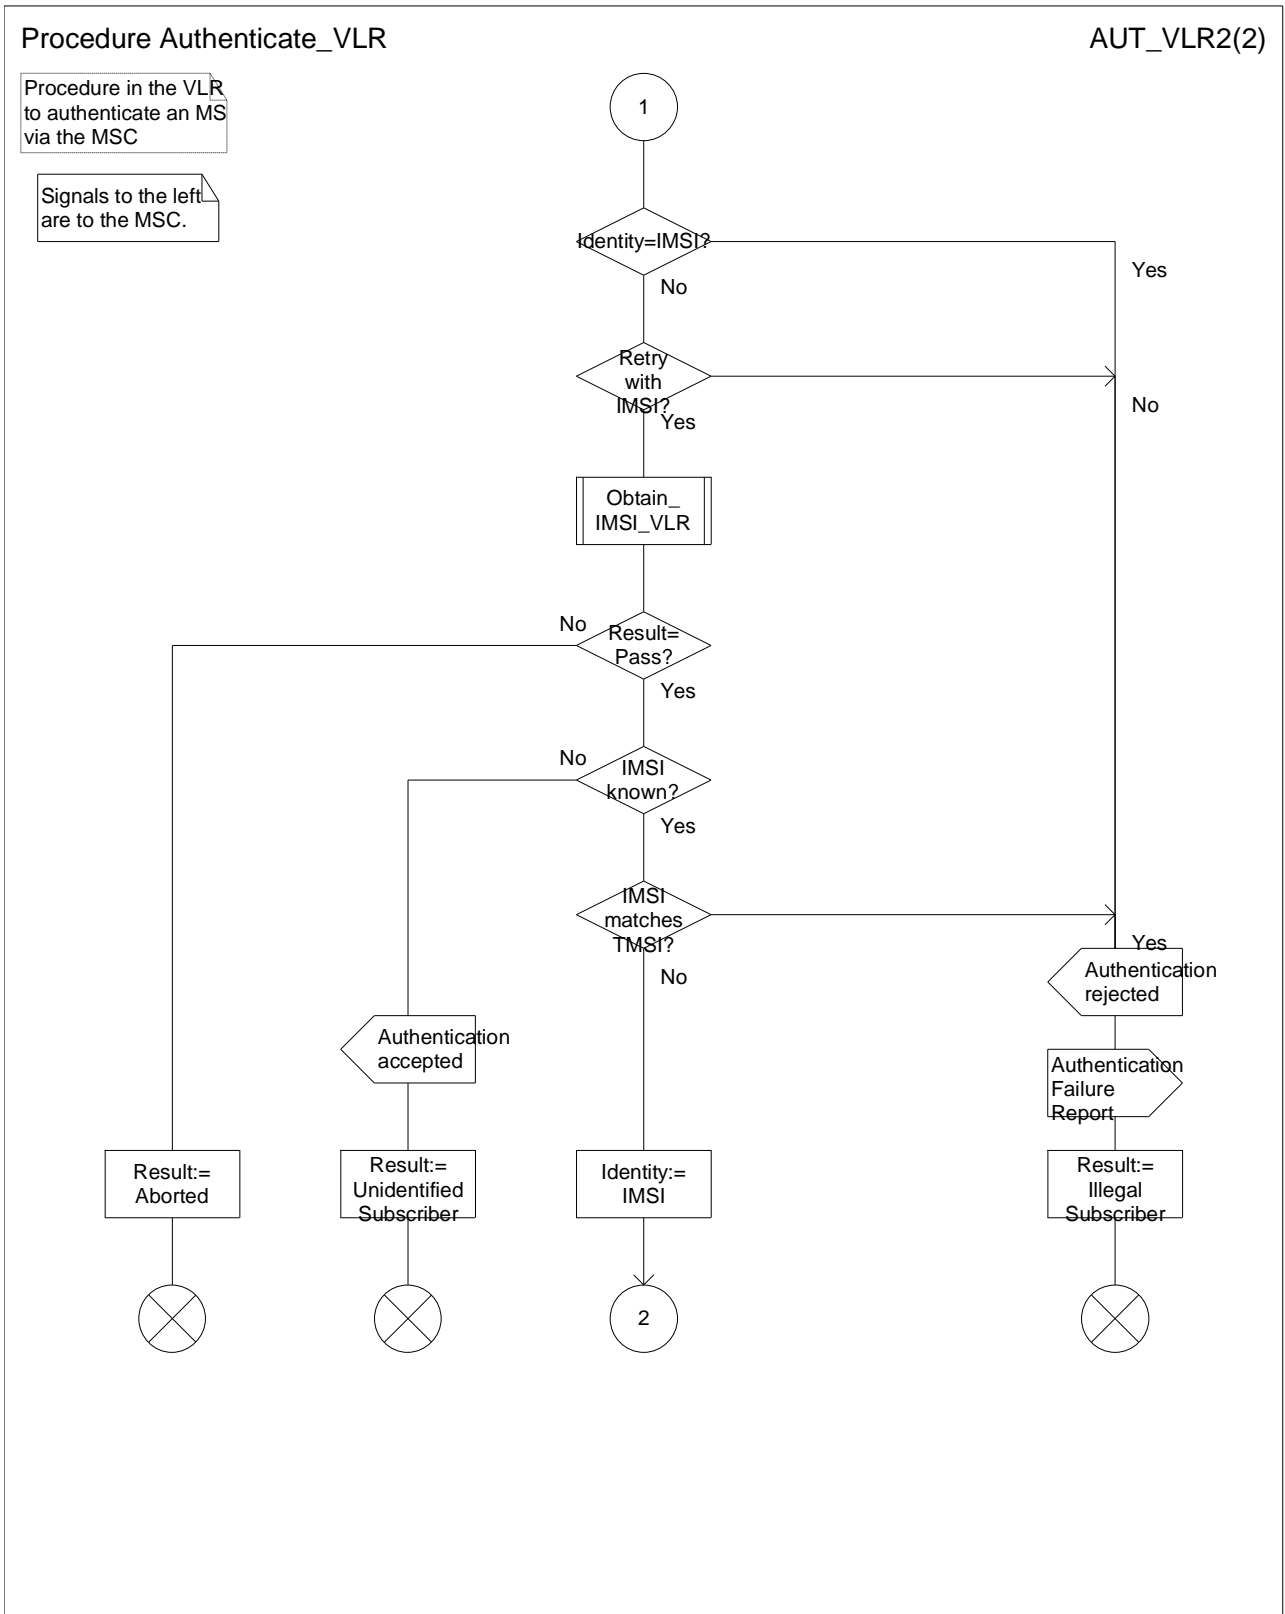 Procedure Authenticate_VLR
AUT_VLR2(2)
Procedure in the VLR
to authenticate an MS
via the MSC
1
Signals to the left
are to the MSC.
Identity=IMSI?
Yes
No
Retry
with
IMSI?
No
Yes
Obtain_
IMSI_VLR
No
Result=
Pass?
Yes
No
IMSI
known?
Yes
IMSI
matches
TMSI?
Yes
No
Authentication
rejected
Authentication
accepted
Authentication
Failure
Report
Result:=
Aborted
Result:=
Unidentified
Subscriber
Identity:=
IMSI
Result:=
Illegal
Subscriber
2